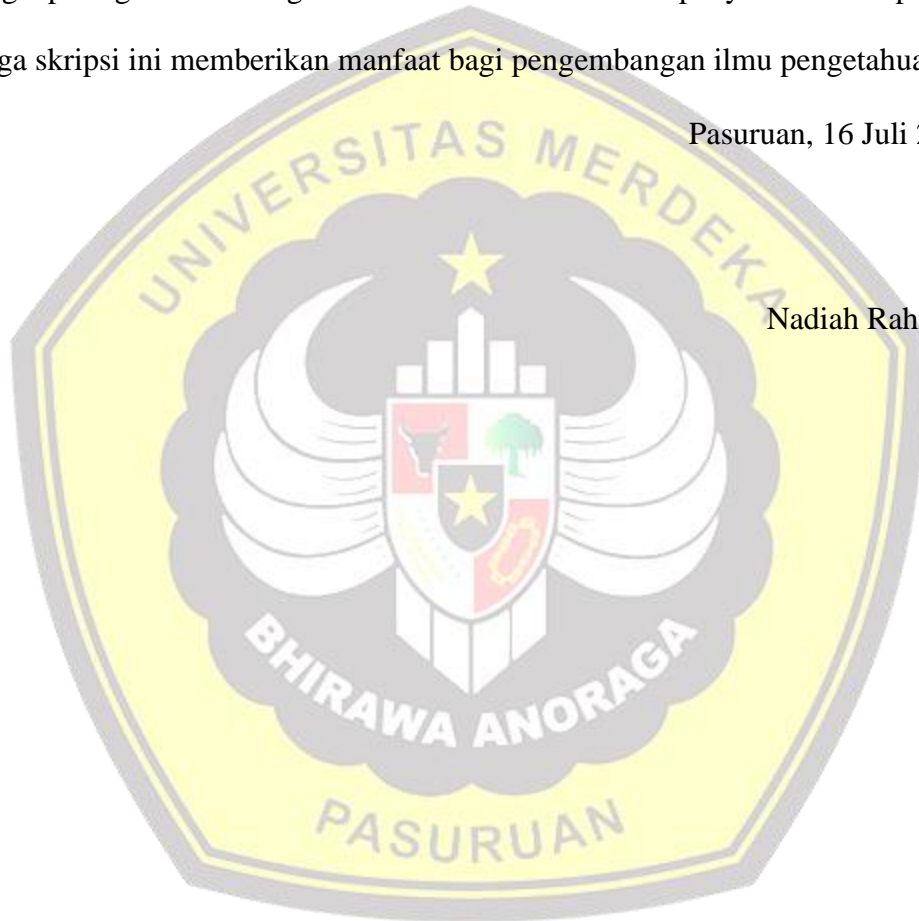 ga skripsi ini memberikan manfaat bagi pengembangan ilmu pengetahua
Pasuruan, 16 Juli
UNIVERSITAS MERDEKA
Nadiah Rah
BHIRAWA ANORAGA
PASURUAN